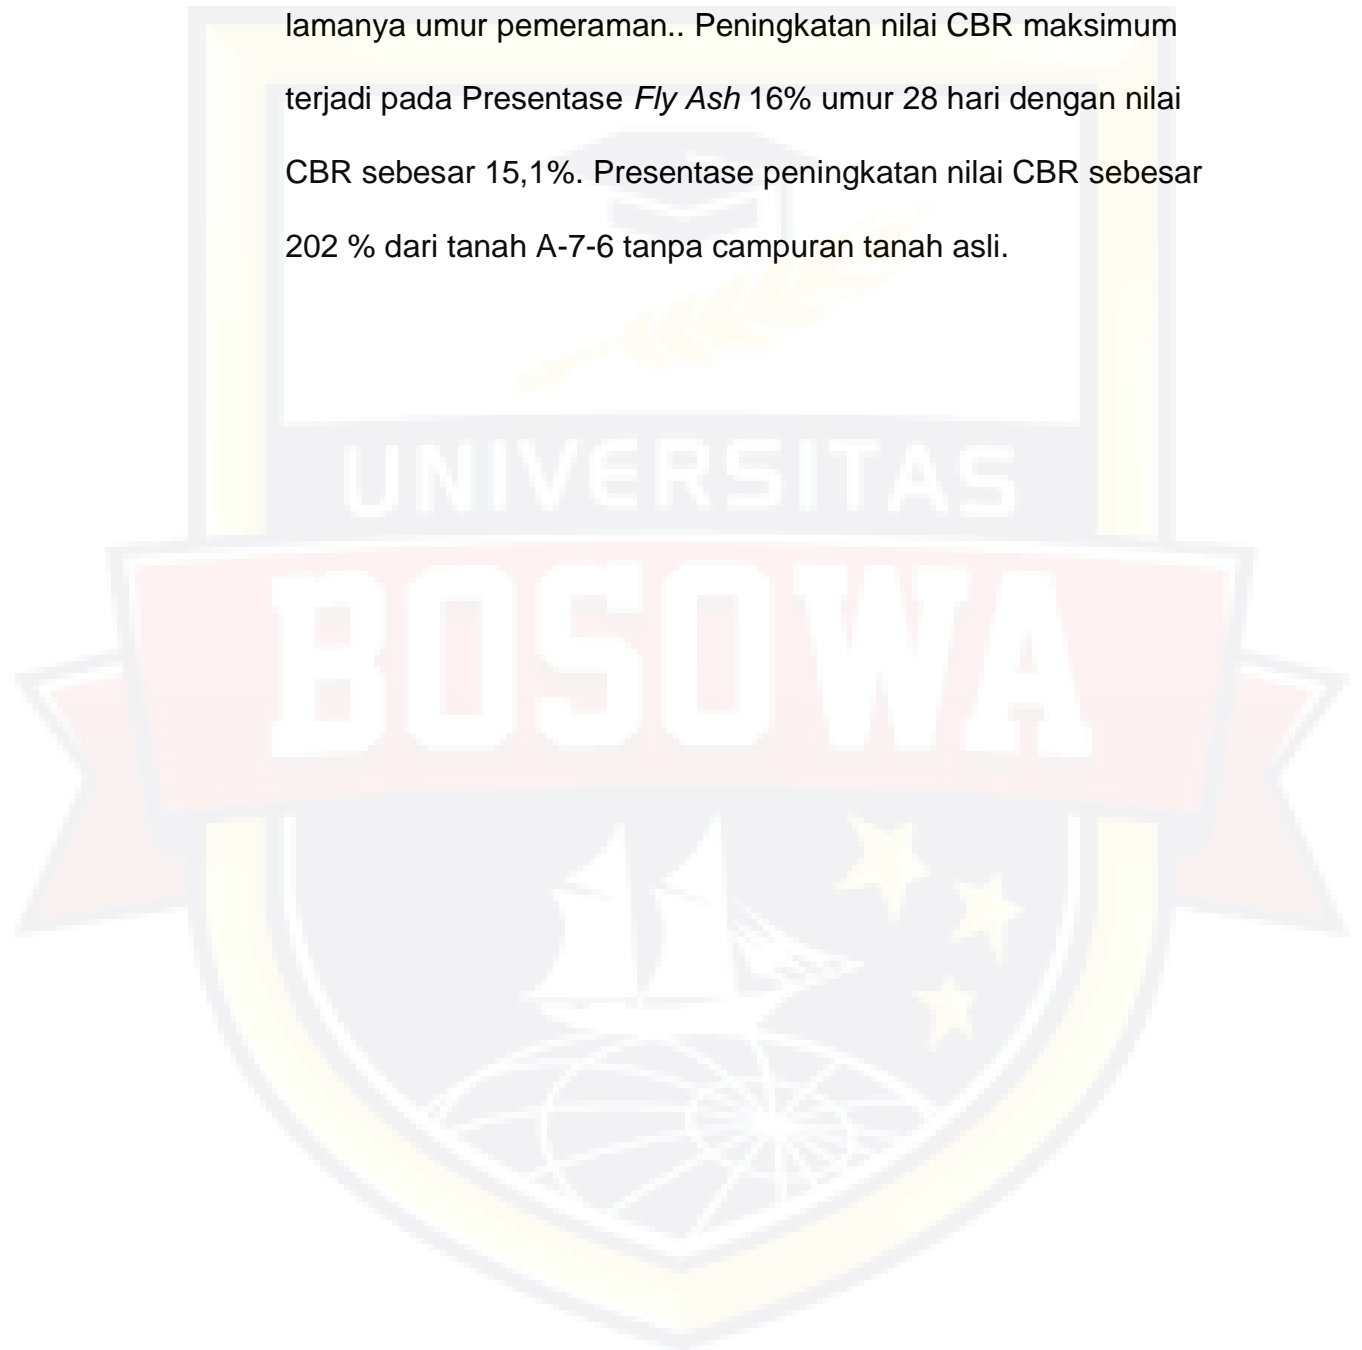 lamanya umur pemeraman.. Peningkatan nilai CBR maksimum
terjadi pada Presentase Fly Ash 16% umur 28 hari dengan nilai
CBR sebesar 15,1%. Presentase peningkatan nilai CBR sebesar
202 % dari tanah A-7-6 tanpa campuran tanah asli.
UNIVERSITAS
BOSOWA